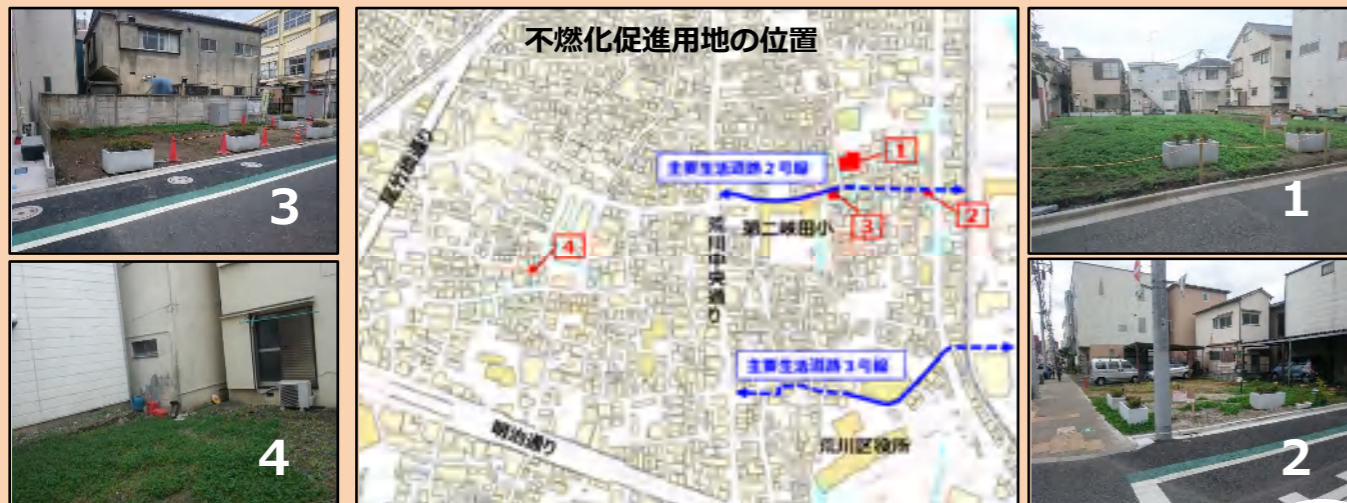 不燃化促進用地の位置
3
1
尾竹橋通り
主要生活道路2号線
1
2
3
第二峡田小
4
荒川中央通り
主要生活道路3号線
明治通り
荒川区役所
4
2